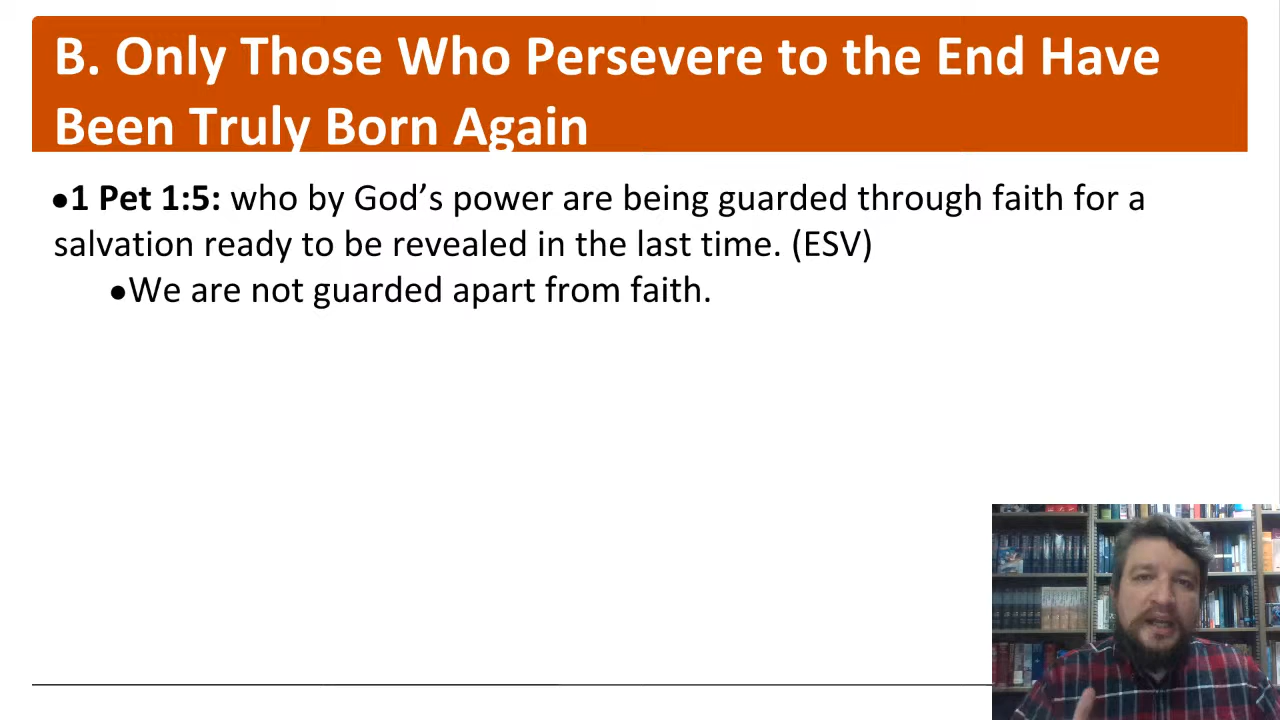 B. Only Those Who Persevere to the End Have
Been Truly Born Again
●1 Pet 1:5: who by God’s power are being guarded through faith for a
salvation ready to be revealed in the last time. (ESV)
●We are not guarded apart from faith.